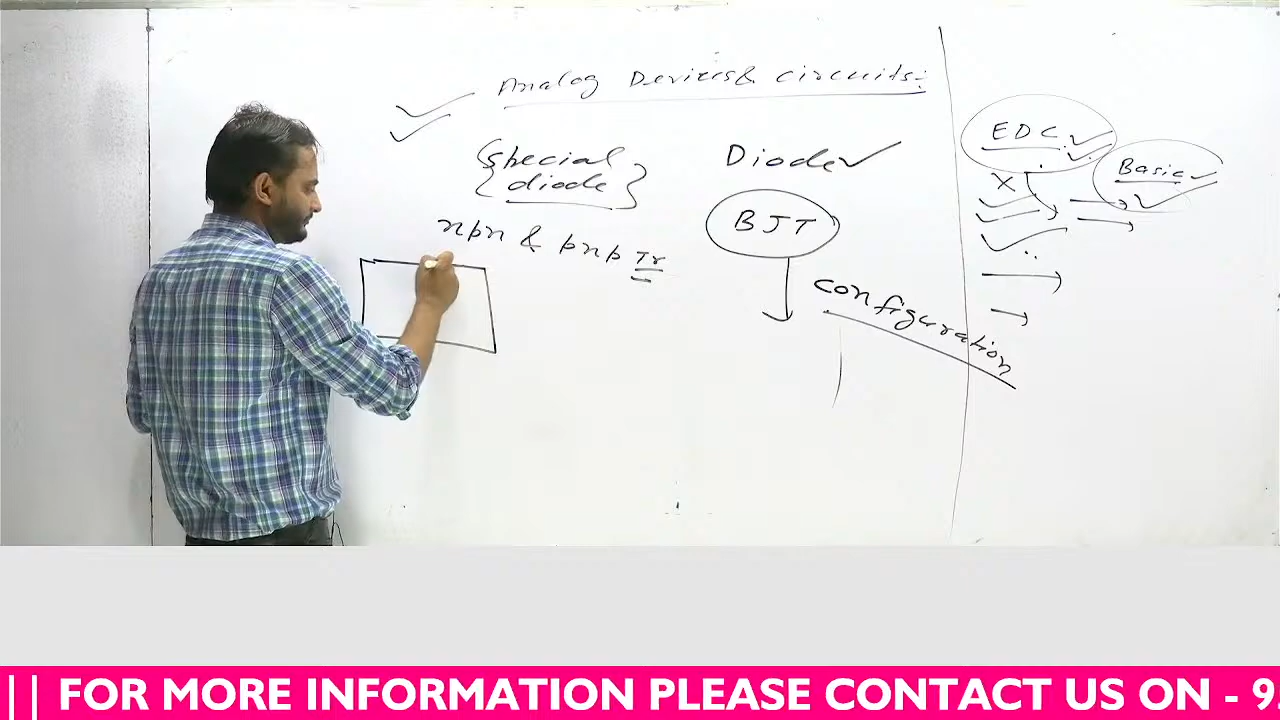 Analog Devices & circuits:
{special
{diode}
Diode
npn & pnp Tr
BJT
configuration
EDC
Basic
|| FOR MORE INFORMATION PLEASE CONTACT US ON - 9